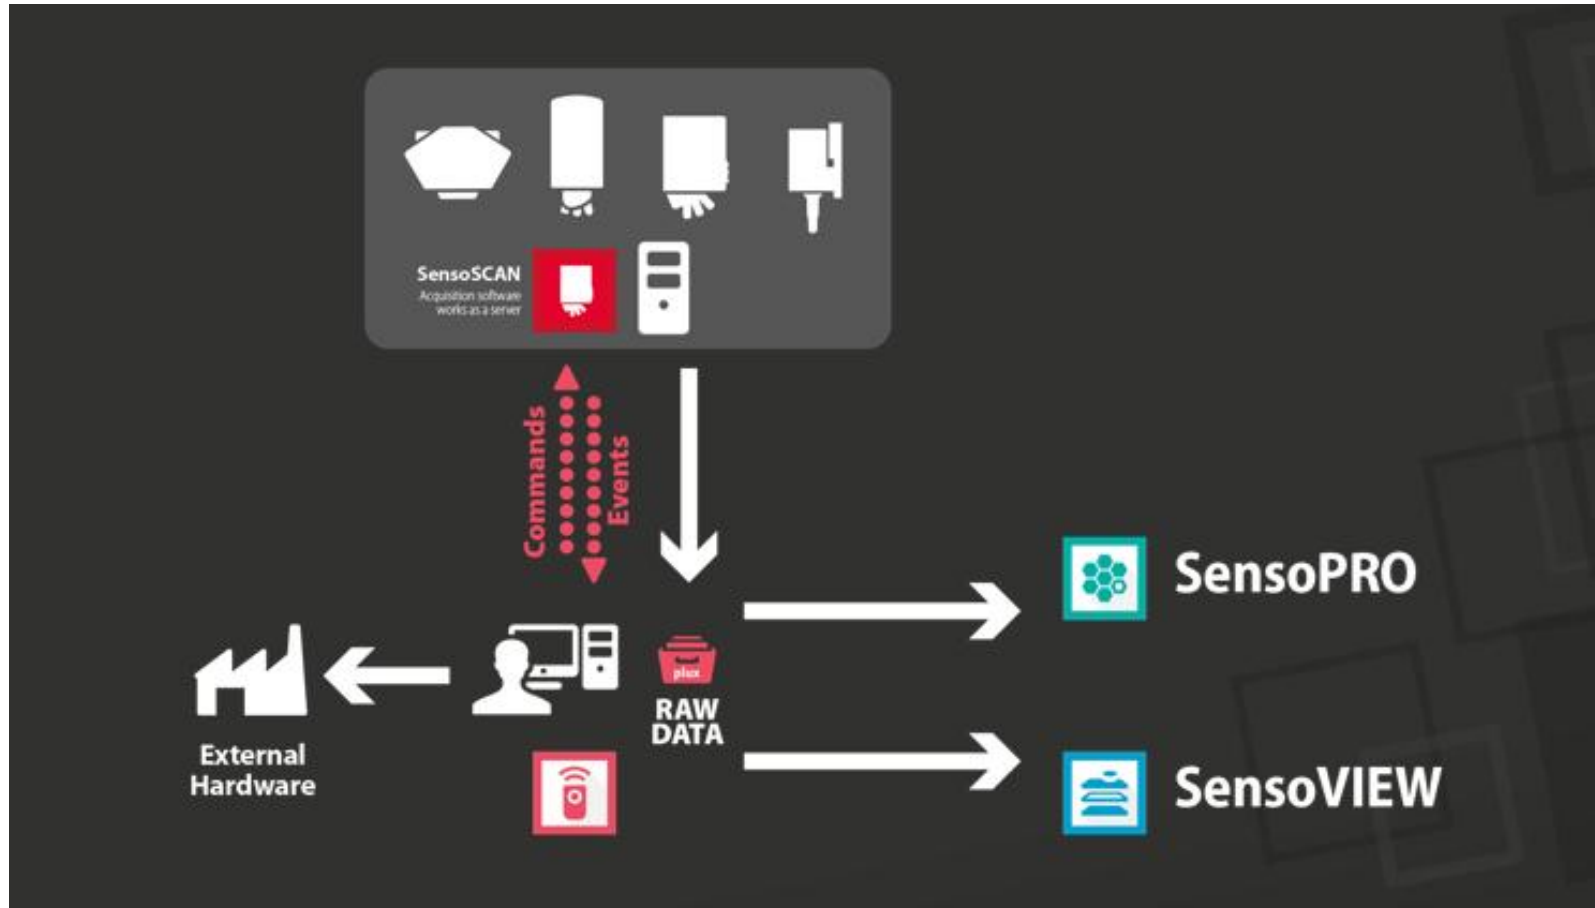 SensoSCAN
Acquisition software
works as a server
Commands
Events
plux
RAW
DATA
External
Hardware
SensoPRO
SensoVIEW